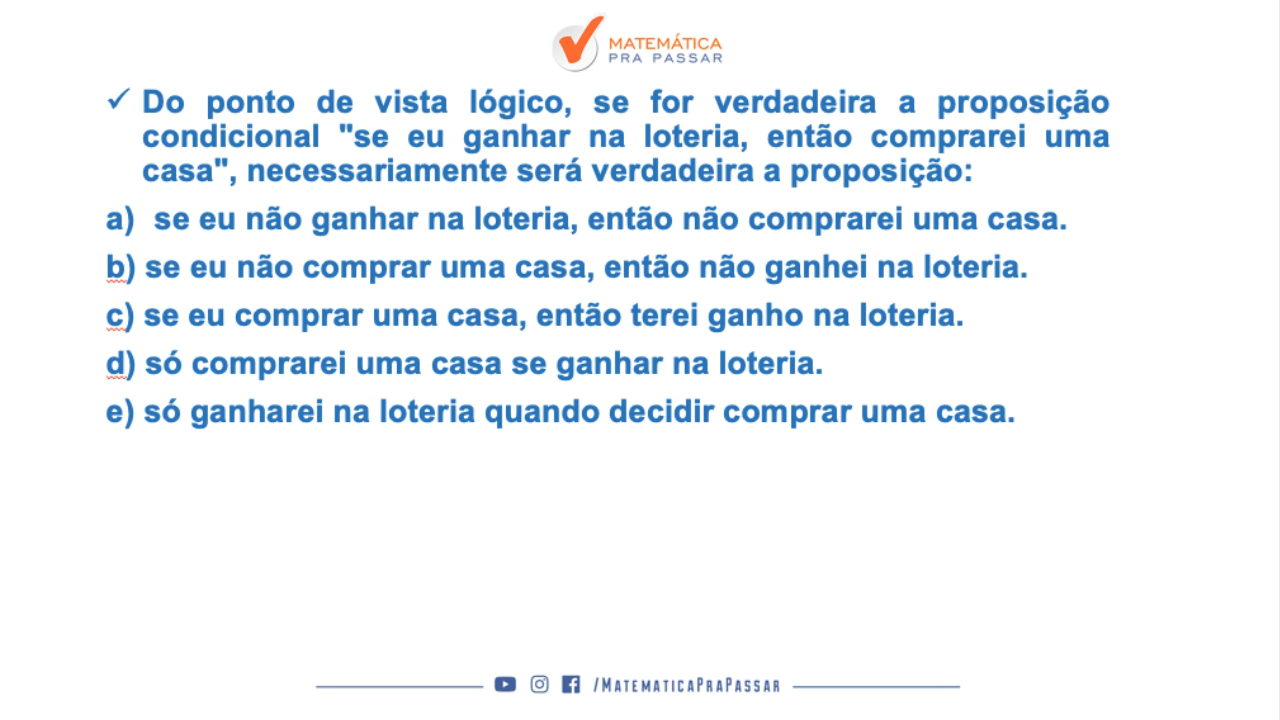 MATEMÁTICA
PRA PASSAR
✓ Do ponto de vista lógico, se for verdadeira a proposição
condicional "se eu ganhar na loteria, então comprarei uma
casa", necessariamente será verdadeira a proposição:
a) se eu não ganhar na loteria, então não comprarei uma casa.
b) se eu não comprar uma casa, então não ganhei na loteria.
c) se eu comprar uma casa, então terei ganho na loteria.
d) só comprarei uma casa se ganhar na loteria.
e) só ganharei na loteria quando decidir comprar uma casa.
/MATEMATICAPRAPASSAR